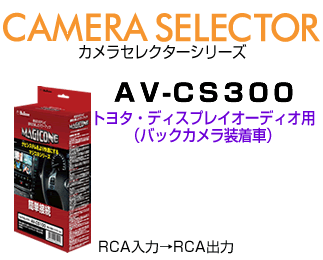 CAMERA SELECTOR
カメラセレクターシリーズ
AV-CS300
トヨタ・ディスプレイオーディオ用
(バックカメラ装着車)
MAGICONE
簡単接続
RCA入力→RCA出力